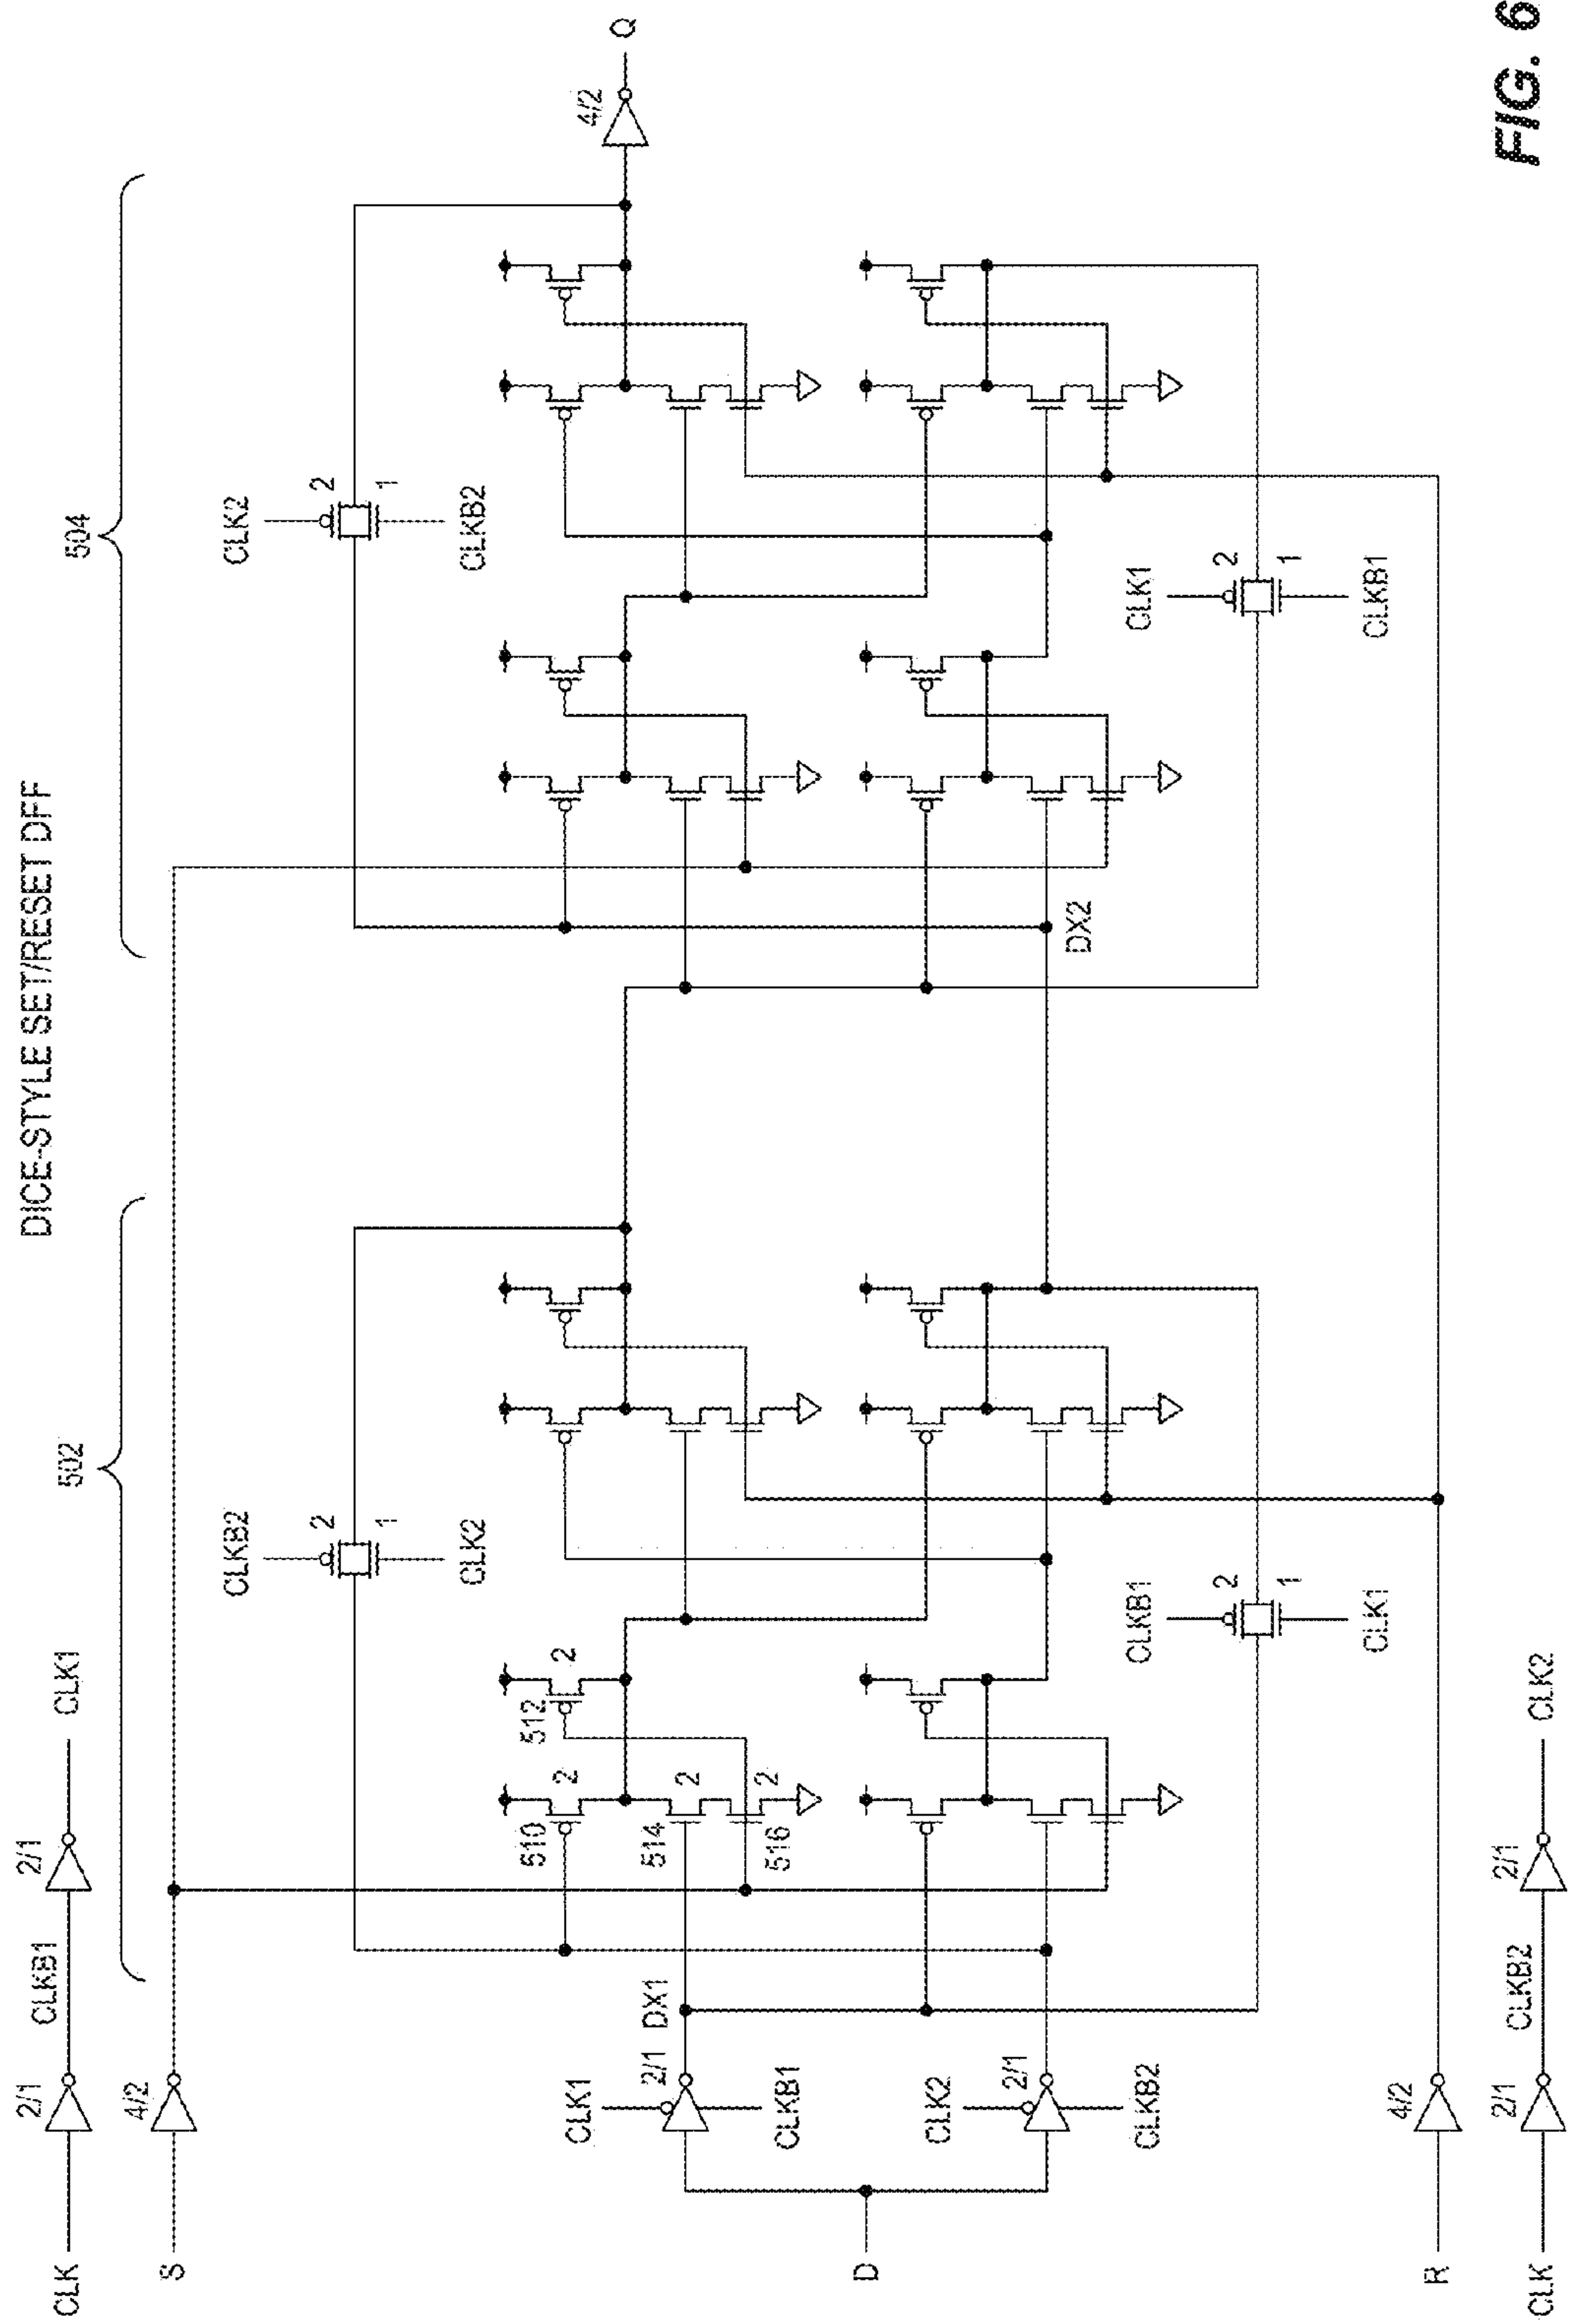 DICE-STYLE SET/RESET DFF
502
504
CLK
2/1
CLKB1
2/1
CLK1
S
4/2
CLKB2
2
1
CLK2
CLK2
2
1
CLKB2
510
2
512
2
514
2
516
2
4/2
Q
D
CLK1
2/1
CLKB1
DX1
CLK2
2/1
CLKB2
DX2
CLKB1
2
1
CLK1
CLK1
2
1
CLKB1
R
4/2
CLK
2/1
CLKB2
2/1
CLK2
FIG. 6